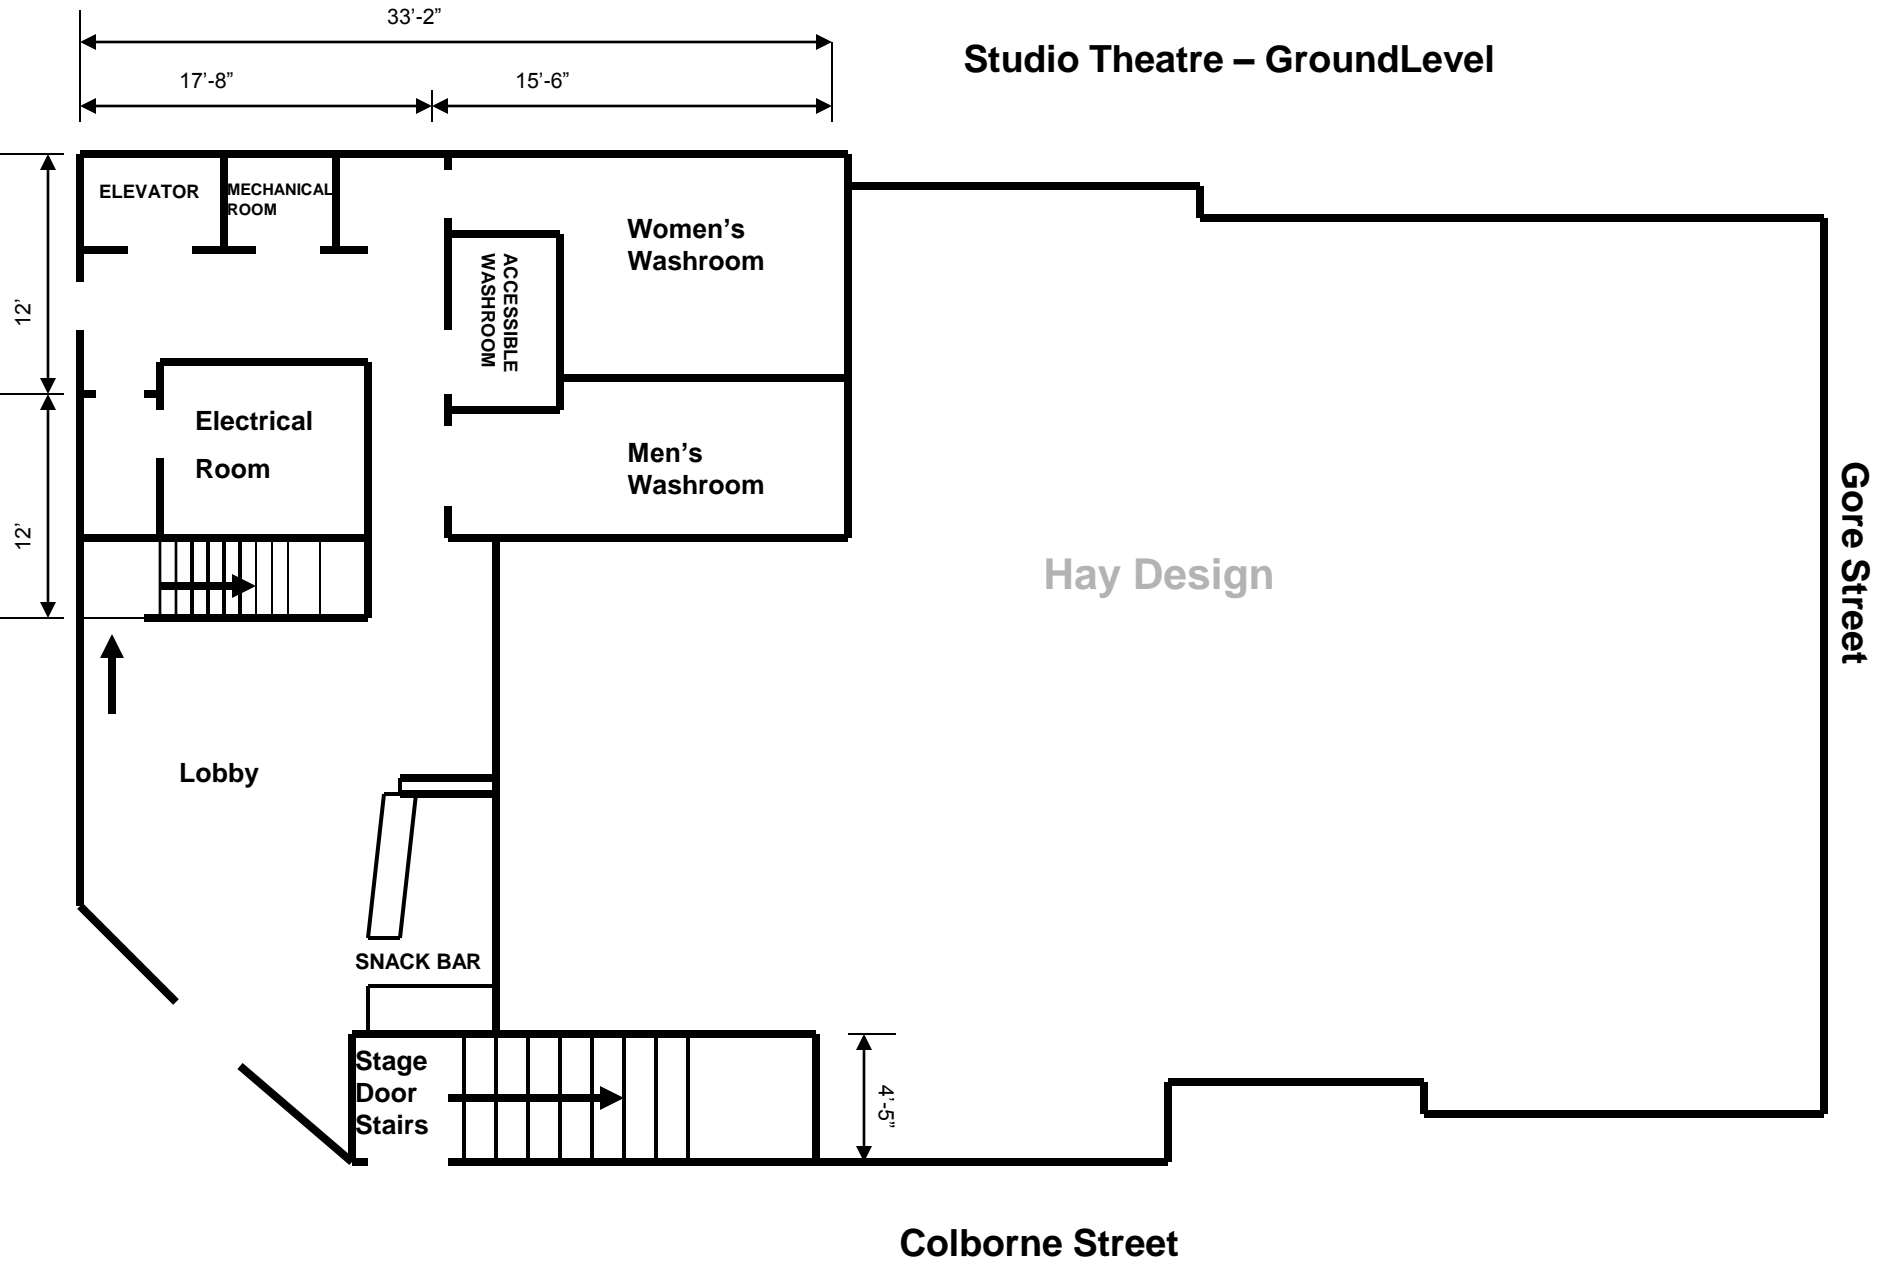 33’-2”
Studio Theatre – GroundLevel
17’-8”
15’-6”
ELEVATOR
MECHANICAL
ROOM
Women’s
Washroom
ACCESSIBLE
WASHROOM
12’
Electrical
Room
Men’s
Washroom
12’
Hay Design
Gore Street
Lobby
SNACK BAR
Stage
Door
Stairs
4’-5”
Colborne Street